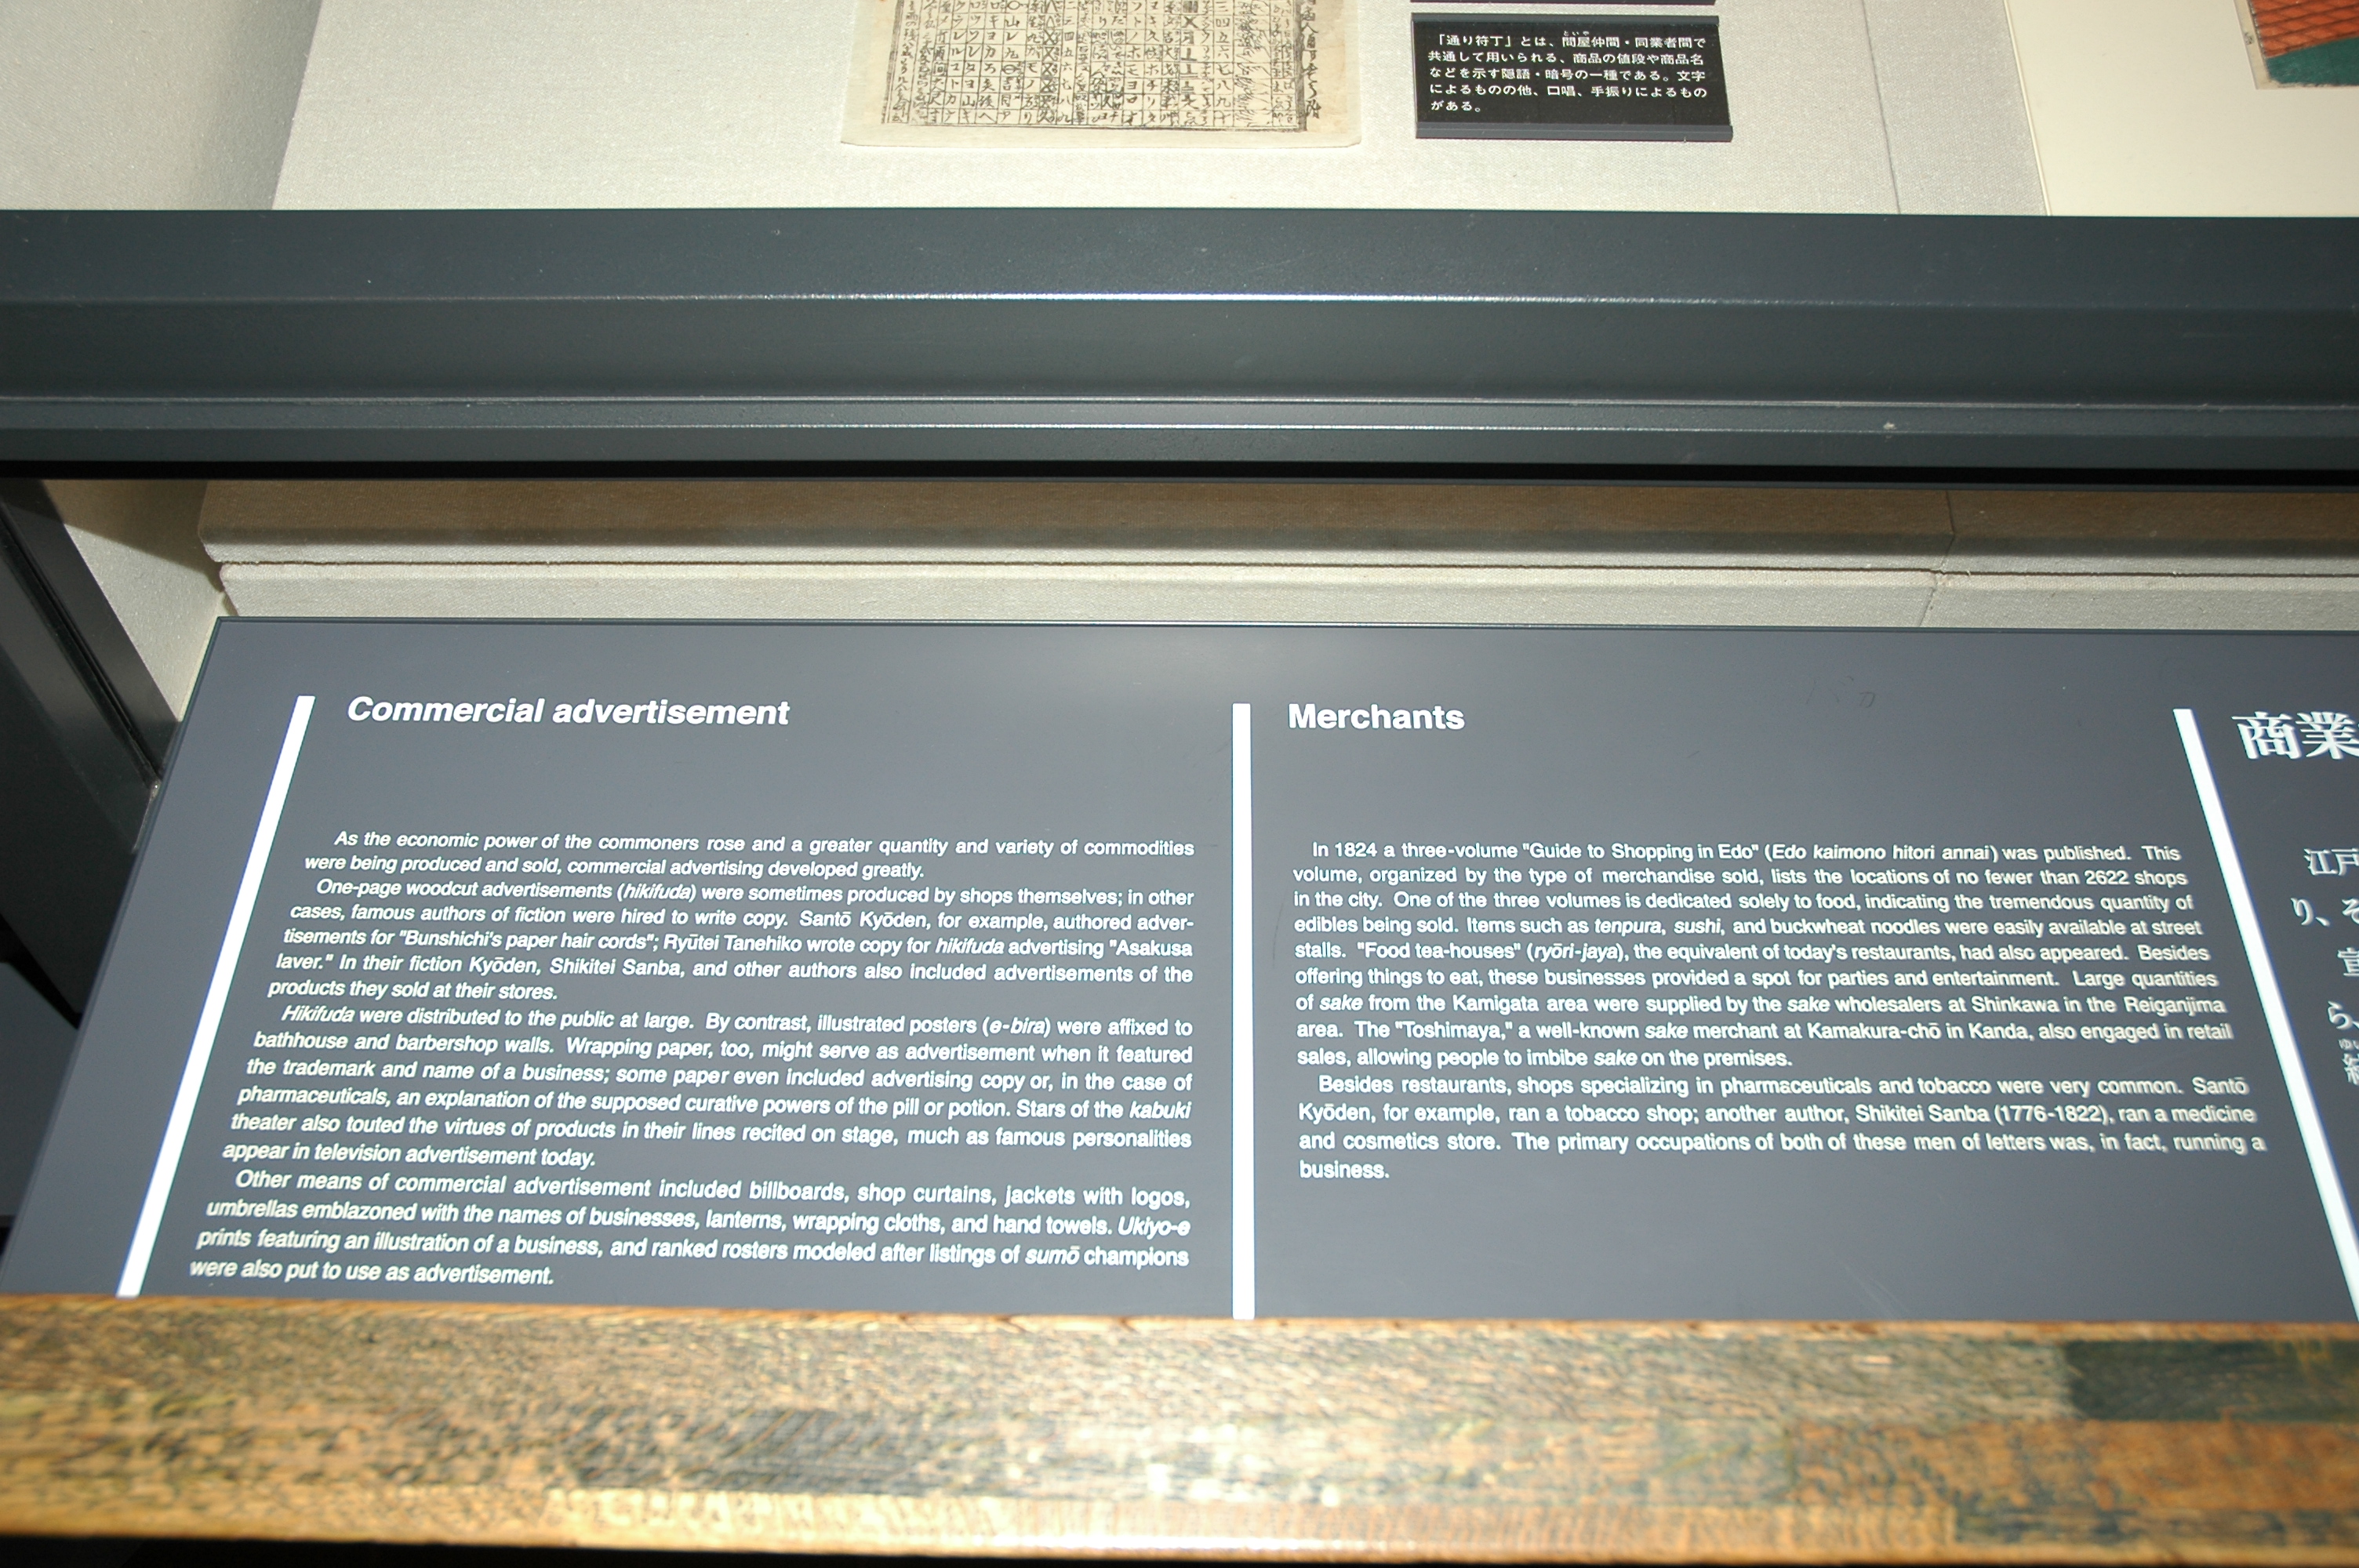 「通り符丁」とは、問屋仲間・同業者間で
共通して用いられる、商品の値段や商品名
などを示す隠語・暗号の一種である。文字
によるものの他、口唱、手振りによるもの
がある。
Commercial advertisement
As the economic power of the commoners rose and a greater quantity and variety of commodities
were being produced and sold, commercial advertising developed greatly.
One-page woodcut advertisements (hikifuda) were sometimes produced by shops themselves; in other
cases, famous authors of fiction were hired to write copy. Santō Kyōden, for example, authored adver-
tisements for "Bunshichi's paper hair cords"; Ryūtei Tanehiko wrote copy for hikifuda advertising "Asakusa
laver." In their fiction Kyōden, Shikitei Sanba, and other authors also included advertisements of the
products they sold at their stores.
Hikifuda were distributed to the public at large. By contrast, illustrated posters (e-bira) were affixed to
bathhouse and barbershop walls. Wrapping paper, too, might serve as advertisement when it featured
the trademark and name of a business; some paper even included advertising copy or, in the case of
pharmaceuticals, an explanation of the supposed curative powers of the pill or potion. Stars of the kabuki
theater also touted the virtues of products in their lines recited on stage, much as famous personalities
appear in television advertisement today.
Other means of commercial advertisement included billboards, shop curtains, jackets with logos,
umbrellas emblazoned with the names of businesses, lanterns, wrapping cloths, and hand towels. Ukiyo-e
prints featuring an illustration of a business, and ranked rosters modeled after listings of sumō champions
were also put to use as advertisement.
Merchants
In 1824 a three-volume "Guide to Shopping in Edo" (Edo kaimono hitori annai) was published. This
volume, organized by the type of merchandise sold, lists the locations of no fewer than 2622 shops
in the city. One of the three volumes is dedicated solely to food, indicating the tremendous quantity of
edibles being sold. Items such as tenpura, sushi, and buckwheat noodles were easily available at street
stalls. "Food tea-houses" (ryōri-jaya), the equivalent of today's restaurants, had also appeared. Besides
offering things to eat, these businesses provided a spot for parties and entertainment. Large quantities
of sake from the Kamigata area were supplied by the sake wholesalers at Shinkawa in the Reiganjima
area. The "Toshimaya," a well-known sake merchant at Kamakura-chō in Kanda, also engaged in retail
sales, allowing people to imbibe sake on the premises.
Besides restaurants, shops specializing in pharmaceuticals and tobacco were very common. Santō
Kyōden, for example, ran a tobacco shop; another author, Shikitei Sanba (1776-1822), ran a medicine
and cosmetics store. The primary occupations of both of these men of letters was, in fact, running a
business.
商業
江戸
り、そ
ら、